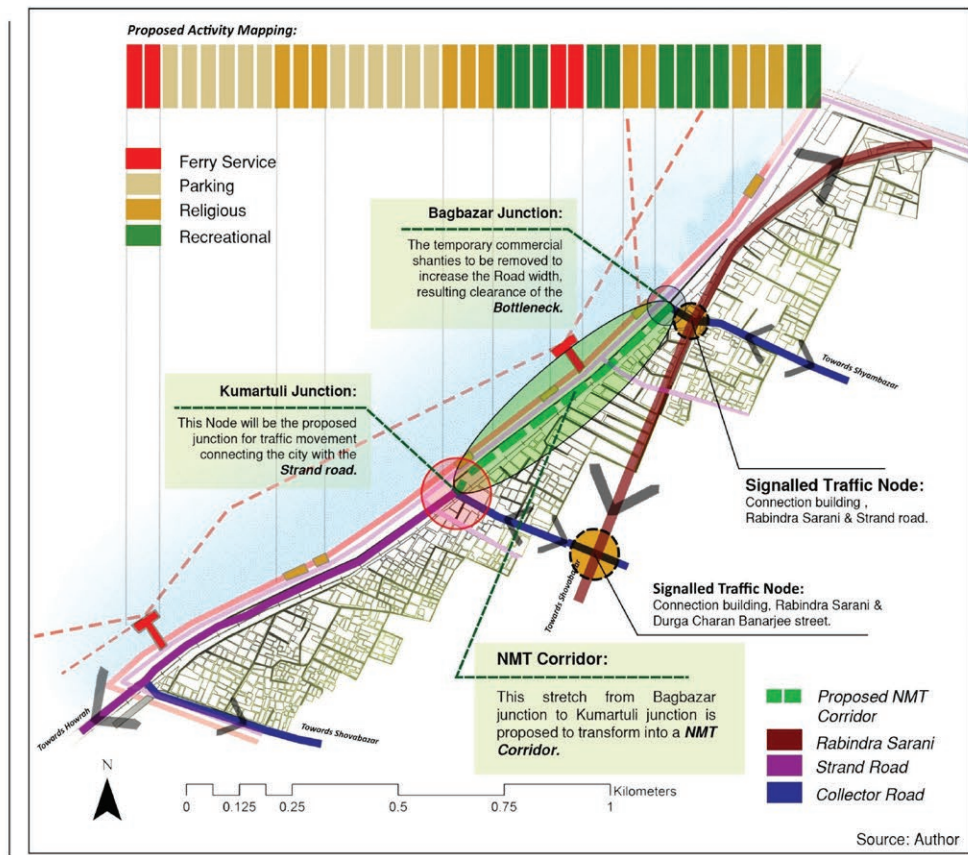 Proposed Activity Mapping:
Ferry Service
Parking
Religious
Recreational
Bagbazar Junction:
The temporary commercial
shanties to be removed to
increase the Road width,
resulting clearance of the
Bottleneck.
Kumartuli Junction:
This Node will be the proposed
junction for traffic movement
connecting the city with the
Strand road.
Towards Shyambazar
Signalled Traffic Node:
Connection building ,
Rabindra Sarani & Strand road.
Towards Shovabazar
Signalled Traffic Node:
Connection building, Rabindra Sarani &
Durga Charan Banarjee street.
NMT Corridor:
This stretch from Bagbazar
junction to Kumartuli junction is
proposed to transform into a NMT
Corridor.
Towards Howrah
Towards Shovabazar
Proposed NMT
Corridor
Rabindra Sarani
Strand Road
Collector Road
N
Kilometers
0 0.125 0.25 0.5 0.75 1
Source: Author